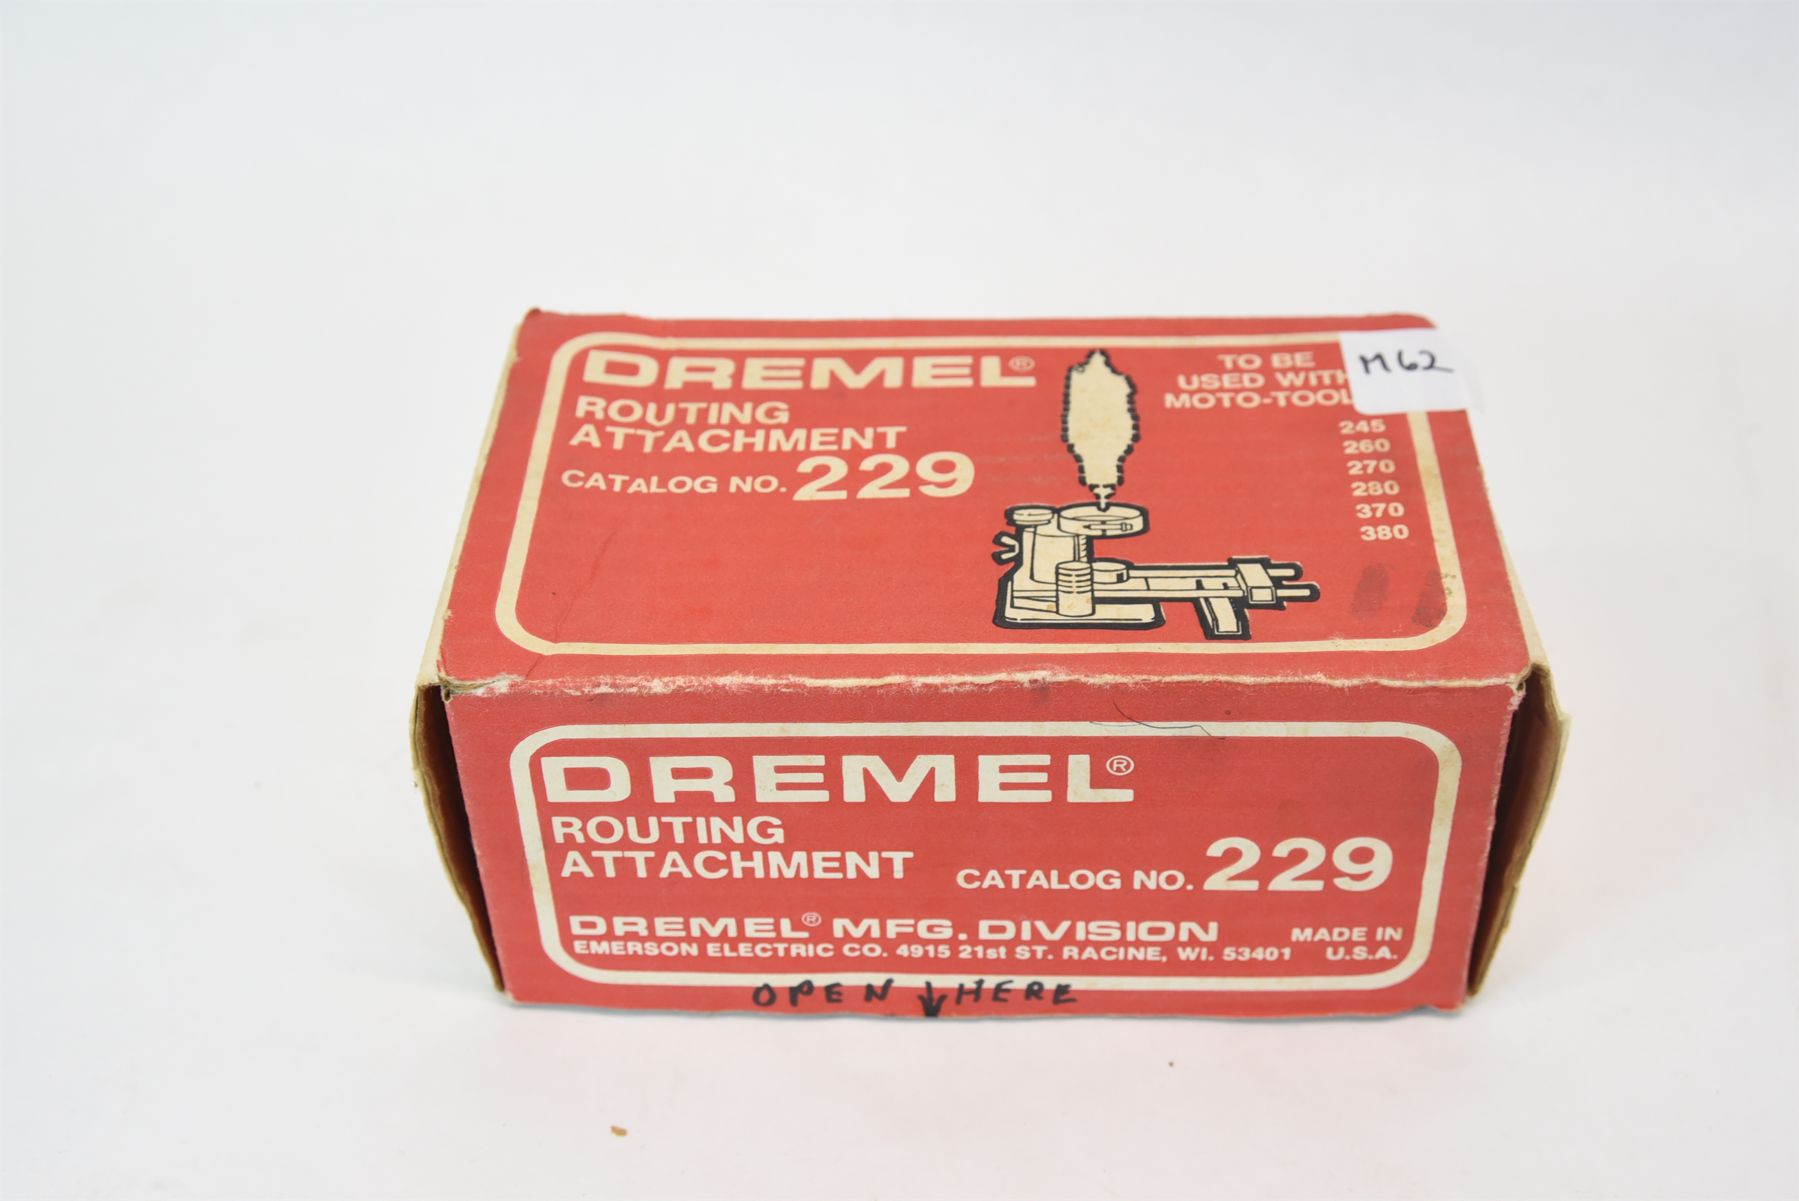 DREMEL®
ROUTING
ATTACHMENT
CATALOG NO. 229
TO BE
USED WITH
MOTO-TOOL
245
260
270
280
370
380
M62
DREMEL®
ROUTING
ATTACHMENT
CATALOG NO. 229
DREMEL® MFG. DIVISION
EMERSON ELECTRIC CO. 4915 21st ST. RACINE, WI. 53401
MADE IN
U.S.A.
OPEN ↓ HERE